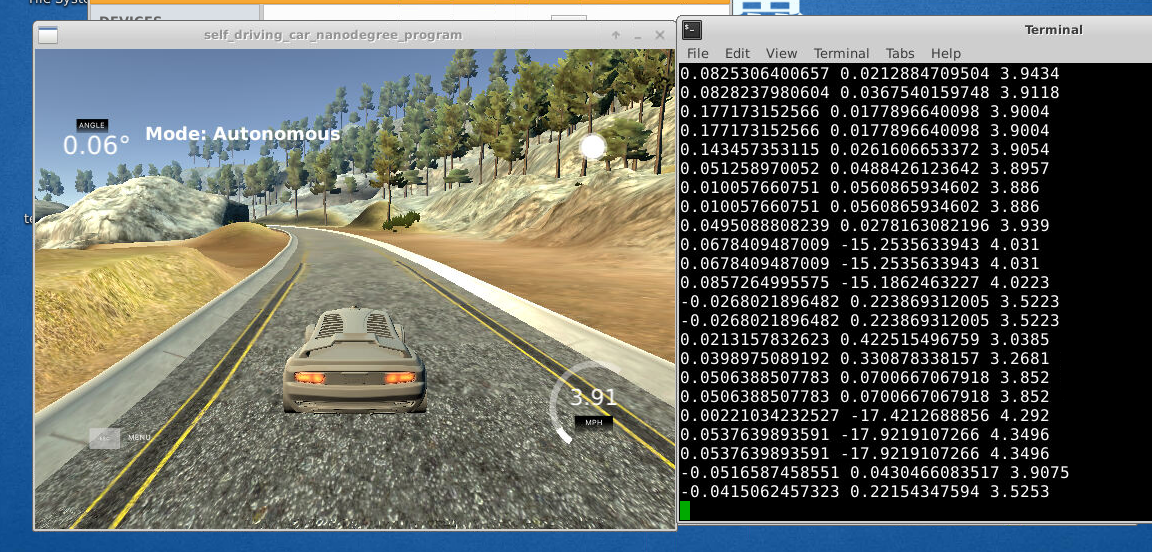 DEVICES
self_driving_car_nanodegree_program
ANGLE
0.06°
Mode: Autonomous
3.91
MPH
MENU
Terminal
File Edit View Terminal Tabs Help
0.0825306400657 0.0212884709504 3.9434
0.0828237980604 0.0367540159748 3.9118
0.177173152566 0.0177896640098 3.9004
0.177173152566 0.0177896640098 3.9004
0.143457353115 0.0261606653372 3.9054
0.051258970052 0.0488426123642 3.8957
0.010057660751 0.0560865934602 3.886
0.010057660751 0.0560865934602 3.886
0.0495088808239 0.0278163082196 3.939
0.0678409487009 -15.2535633943 4.031
0.0678409487009 -15.2535633943 4.031
0.0857264995575 -15.1862463227 4.0223
-0.0268021896482 0.223869312005 3.5223
-0.0268021896482 0.223869312005 3.5223
0.0213157832623 0.422515496759 3.0385
0.0398975089192 0.330878338157 3.2681
0.0506388507783 0.0700667067918 3.852
0.0506388507783 0.0700667067918 3.852
0.00221034232527 -17.4212688856 4.292
0.0537639893591 -17.9219107266 4.3496
0.0537639893591 -17.9219107266 4.3496
-0.0516587458551 0.0430466083517 3.9075
-0.0415062457323 0.22154347594 3.5253